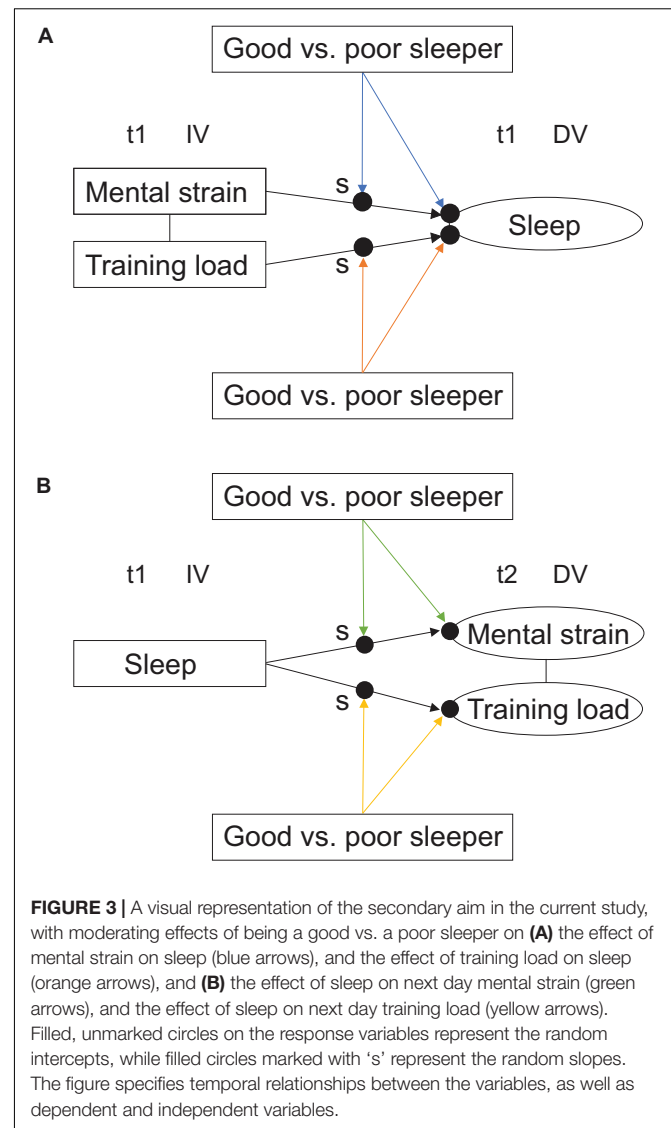 A
Good vs. poor sleeper
t1 IV
t1 DV
Mental strain
s
Sleep
Training load
s
Good vs. poor sleeper
B
Good vs. poor sleeper
t1 IV
t2 DV
s
Mental strain
Sleep
s
Training load
Good vs. poor sleeper
FIGURE 3 | A visual representation of the secondary aim in the current study,
with moderating effects of being a good vs. a poor sleeper on (A) the effect of
mental strain on sleep (blue arrows), and the effect of training load on sleep
(orange arrows), and (B) the effect of sleep on next day mental strain (green
arrows), and the effect of sleep on next day training load (yellow arrows).
Filled, unmarked circles on the response variables represent the random
intercepts, while filled circles marked with ‘s’ represent the random slopes.
The figure specifies temporal relationships between the variables, as well as
dependent and independent variables.